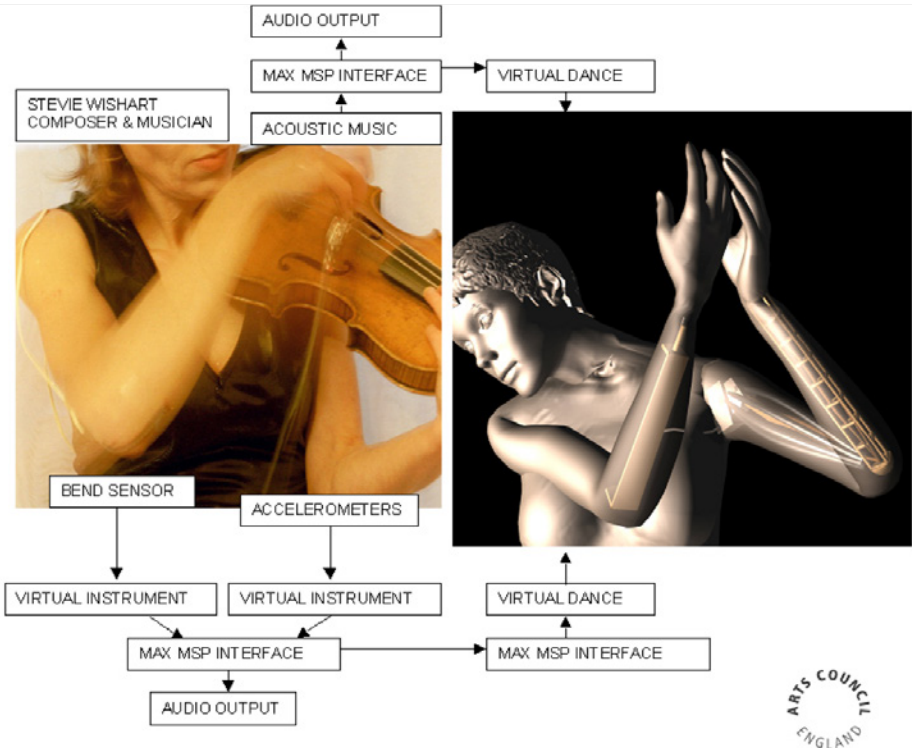 AUDIO OUTPUT
MAX MSP INTERFACE
VIRTUAL DANCE
STEVIE WISHART
COMPOSER & MUSICIAN
ACOUSTIC MUSIC
BEND SENSOR
ACCELEROMETERS
VIRTUAL INSTRUMENT
VIRTUAL INSTRUMENT
VIRTUAL DANCE
MAX MSP INTERFACE
MAX MSP INTERFACE
AUDIO OUTPUT
ARTS COUNCIL
ENGLAND